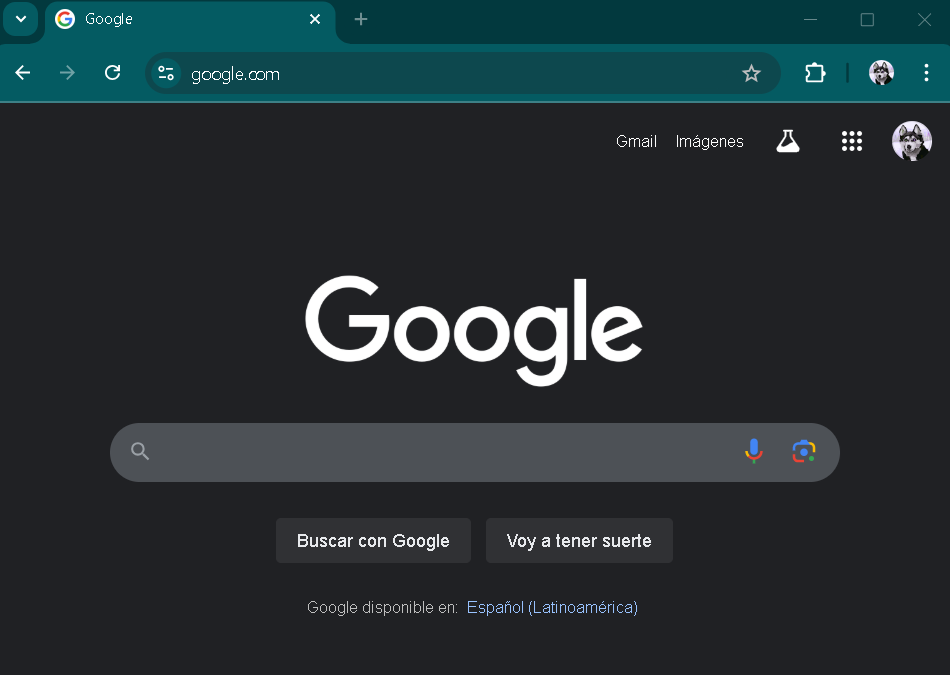 Google
google.com
Gmail Imágenes
Google
Buscar con Google Voy a tener suerte
Google disponible en: Español (Latinoamérica)